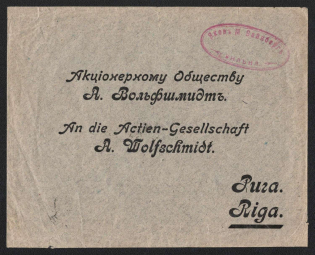 Акціонерному Обществу
А. Вольфшмидтъ.
An die Actien-Gesellschaft
A. Wolfschmidt.
Рига.
Riga.